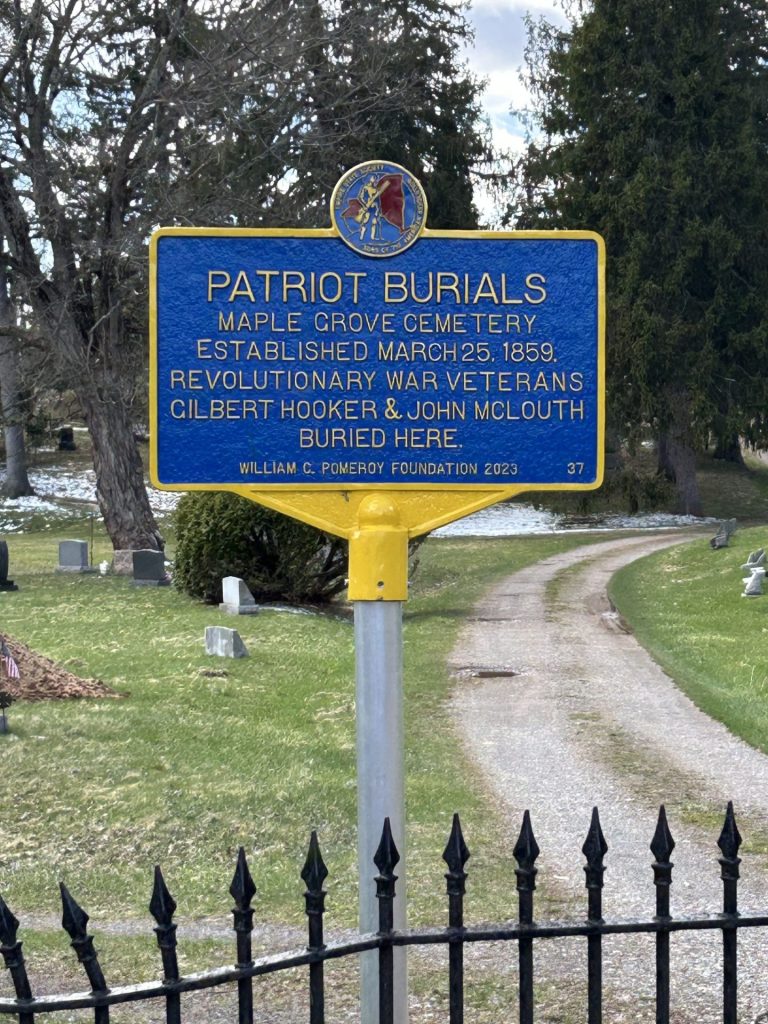 PATRIOT BURIALS
MAPLE GROVE CEMETERY
ESTABLISHED MARCH 25, 1859.
REVOLUTIONARY WAR VETERANS
GILBERT HOOKER & JOHN MCLOUTH
BURIED HERE.
WILLIAM G. POMEROY FOUNDATION 2023 37